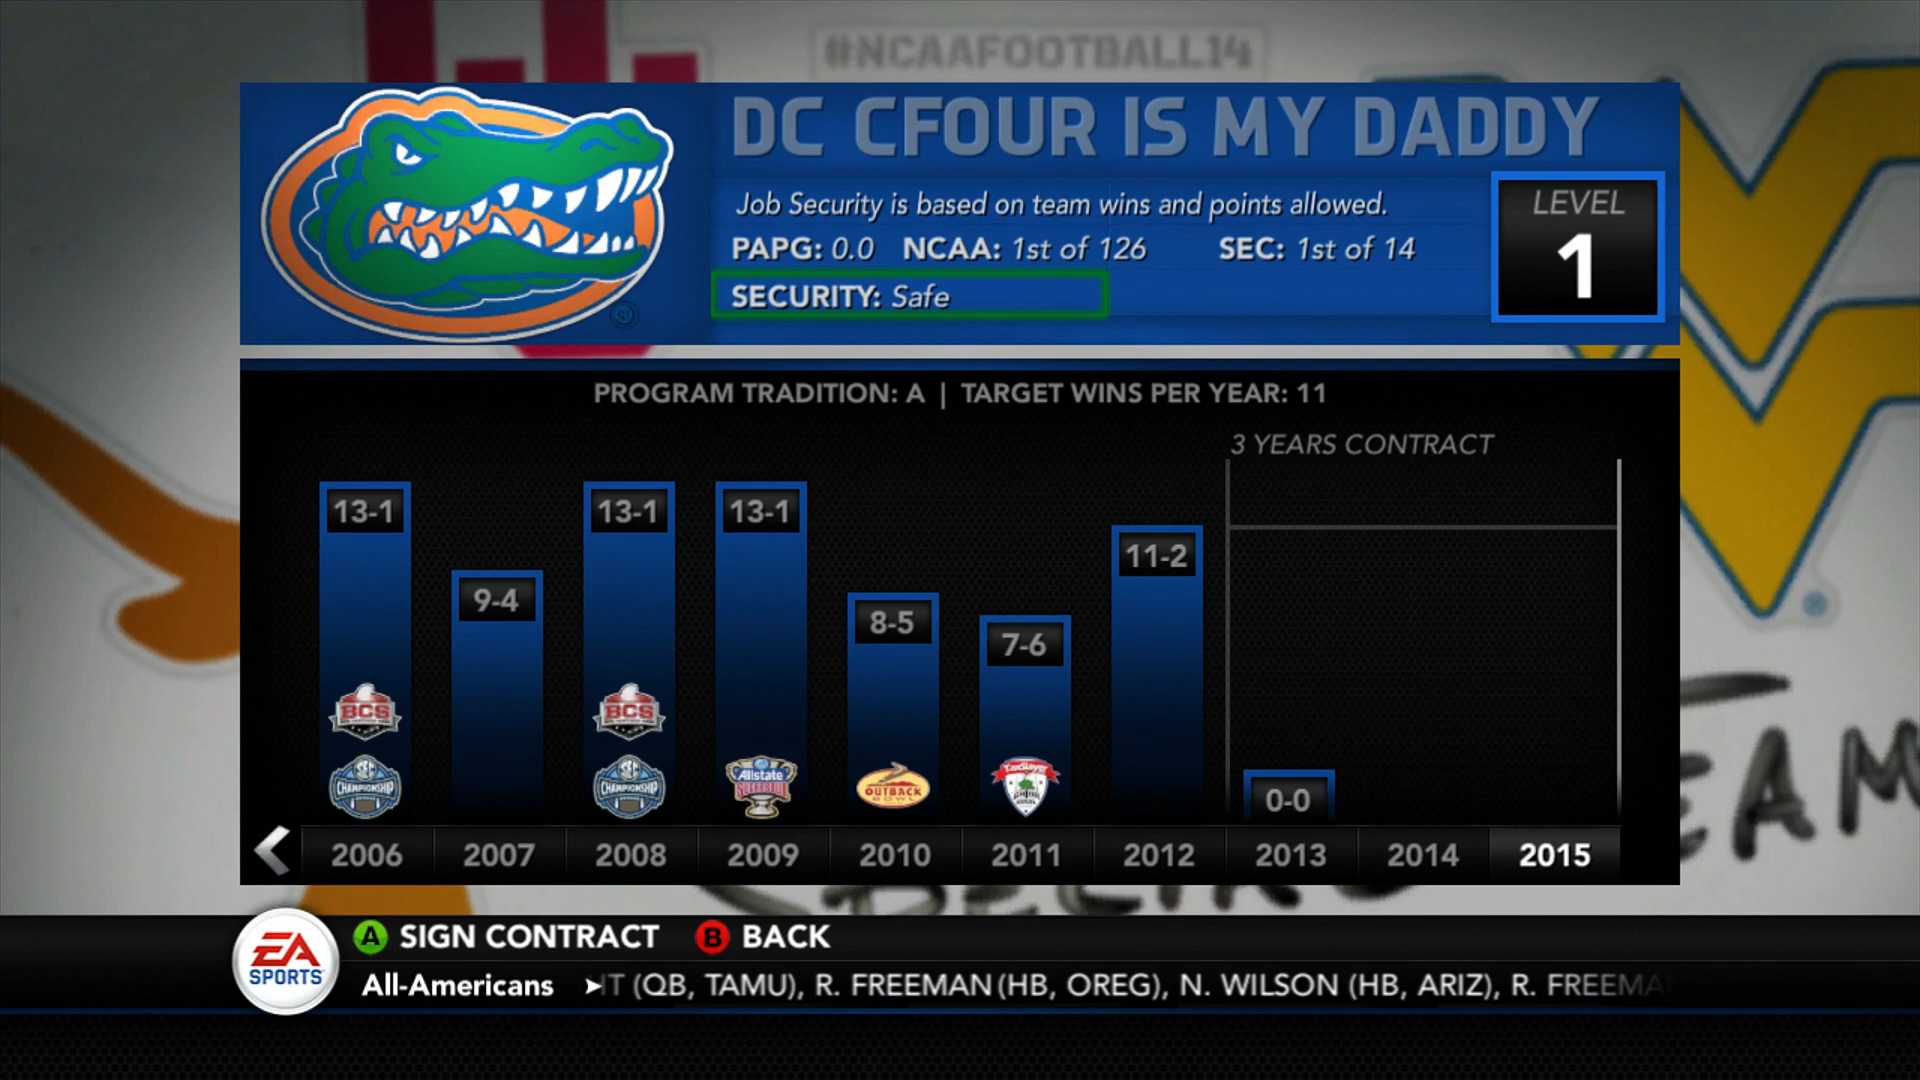 #NCAAFOOTBALL14
DC CFOUR IS MY DADDY
Job Security is based on team wins and points allowed.
PAPG: 0.0 NCAA: 1st of 126 SEC: 1st of 14
SECURITY: Safe
LEVEL
1
PROGRAM TRADITION: A | TARGET WINS PER YEAR: 11
3 YEARS CONTRACT
13-1 9-4 13-1 13-1 8-5 7-6 11-2 0-0
BCS BCS
CHAMPIONSHIP CHAMPIONSHIP Allstate OUTBACK BOWL TaxSlayer
2006 2007 2008 2009 2010 2011 2012 2013 2014 2015
EA SPORTS
A SIGN CONTRACT B BACK
All-Americans (QB, TAMU), R. FREEMAN (HB, OREG), N. WILSON (HB, ARIZ), R.